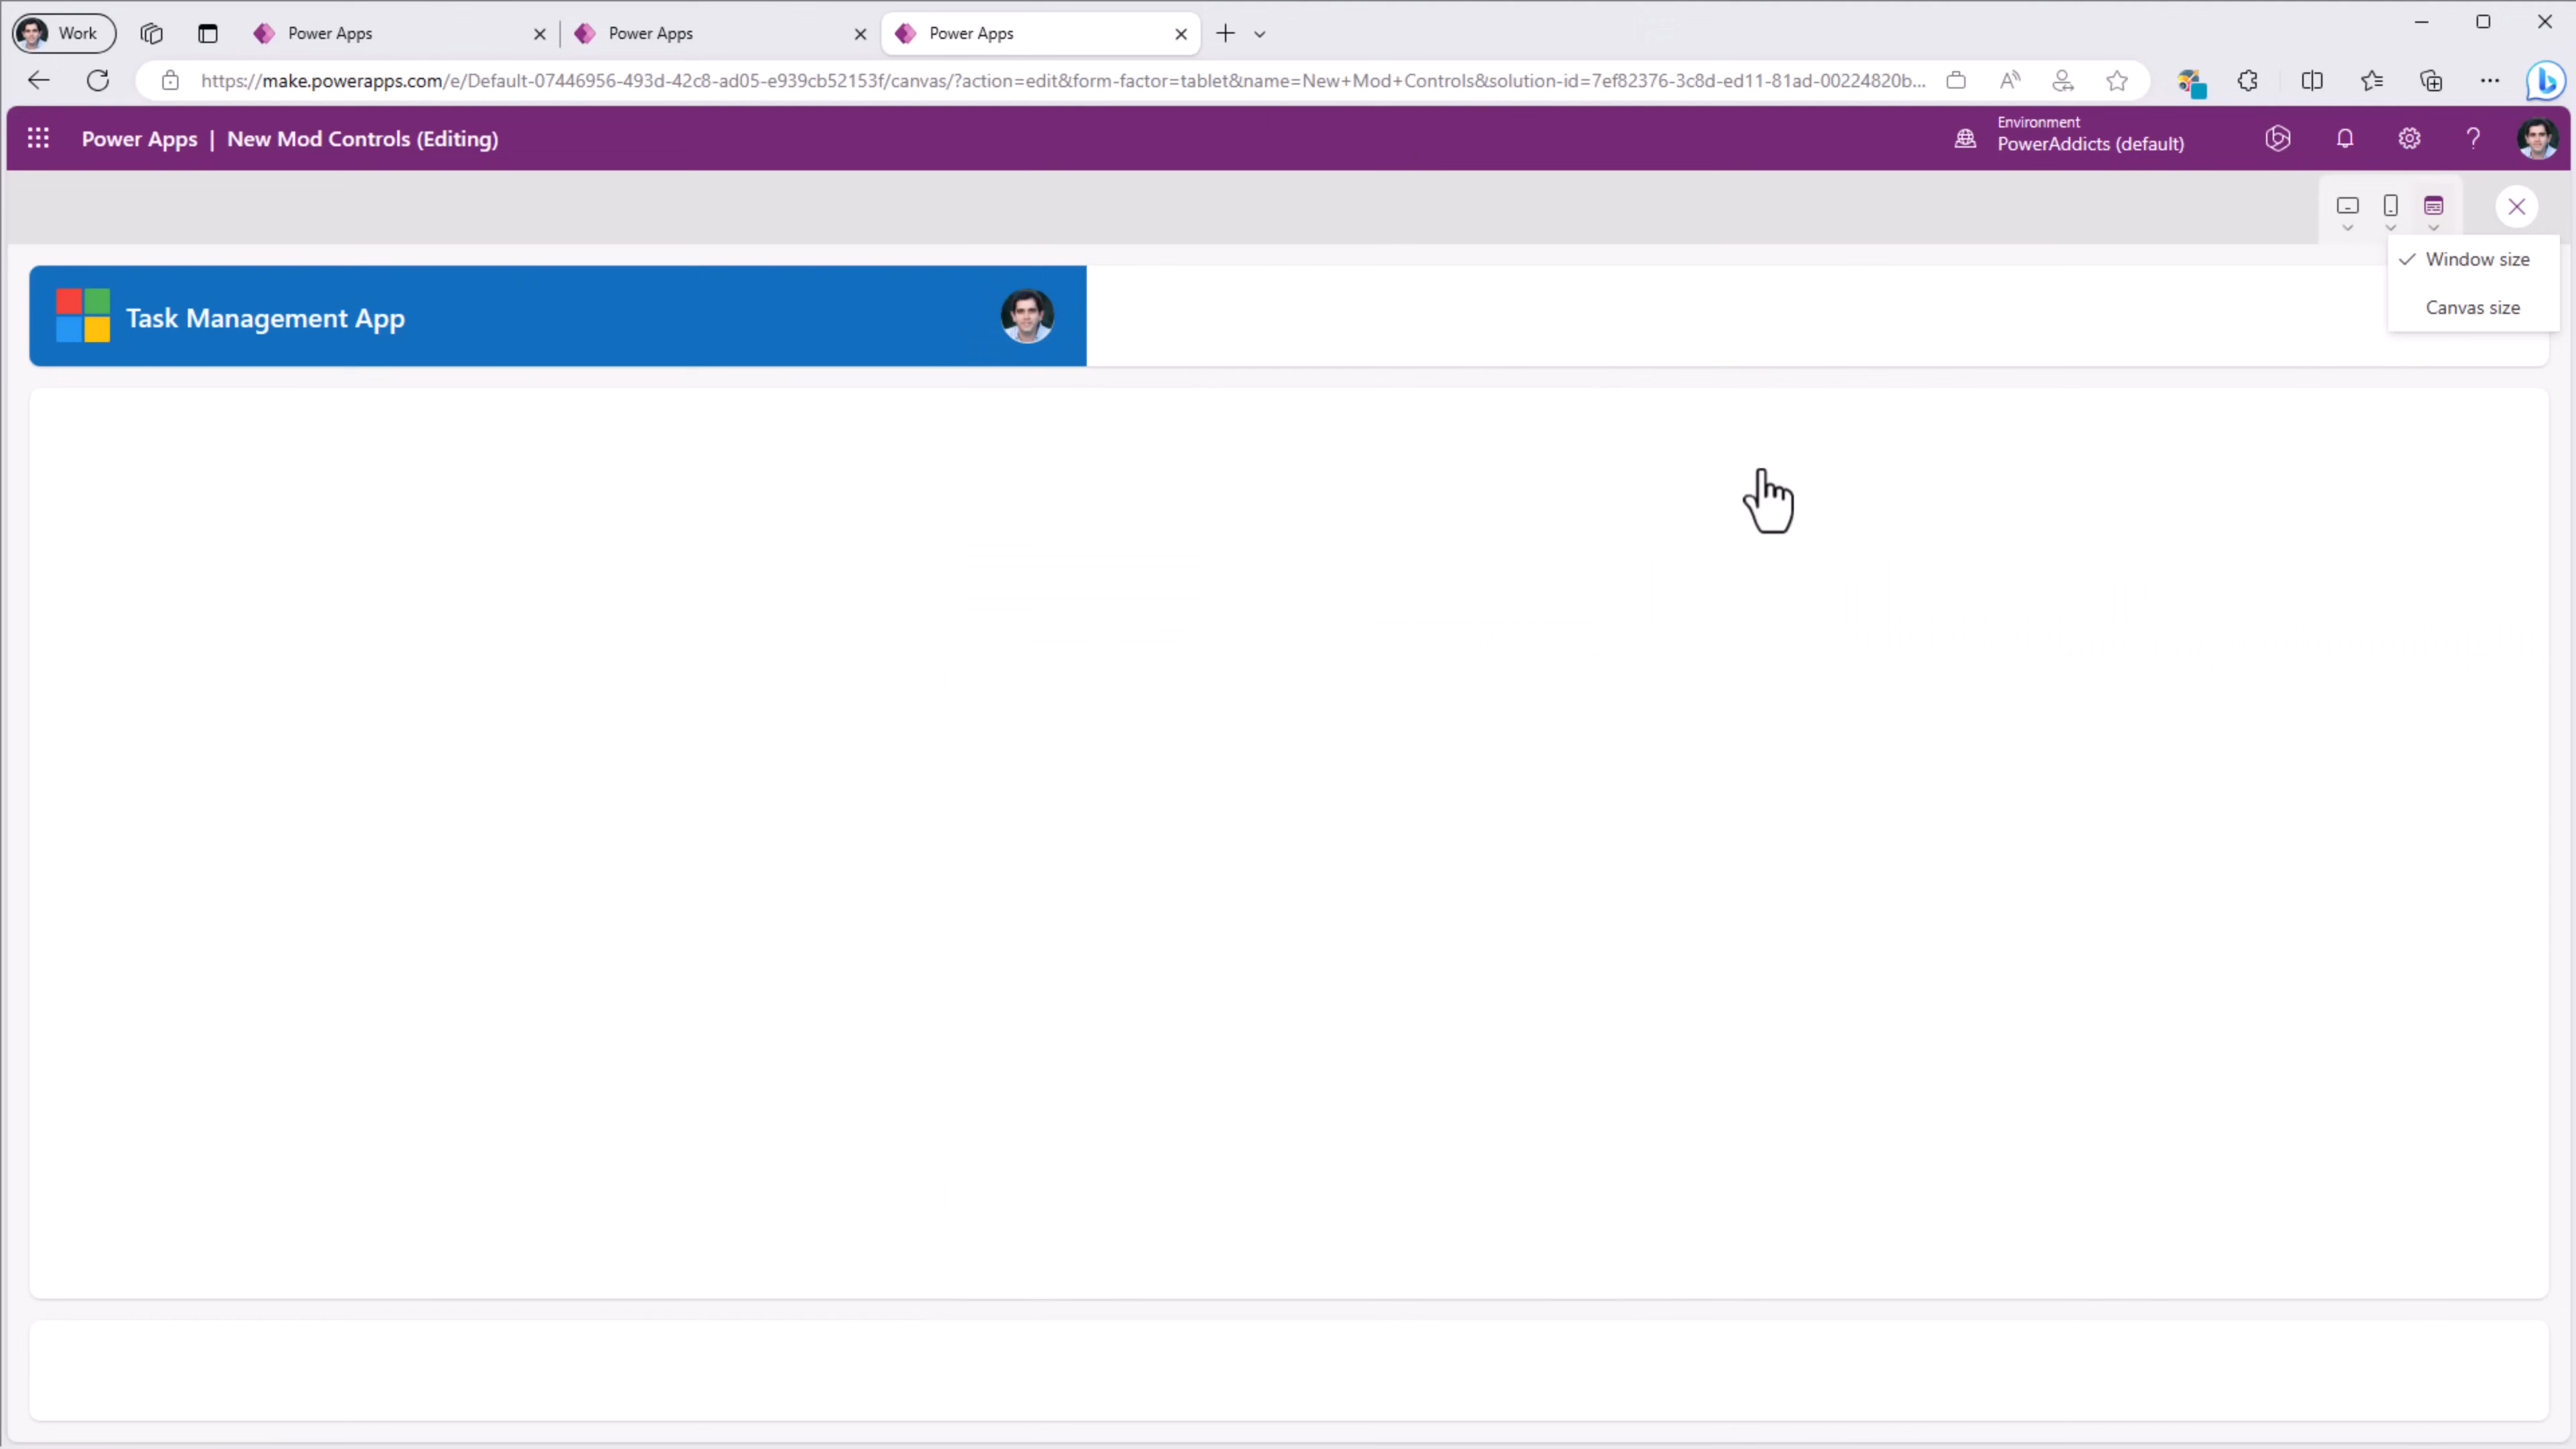 Work
Power Apps
Power Apps
Power Apps
https://make.powerapps.com/e/Default-07446956-493d-42c8-ad05-e939cb52153f/canvas/?action=edit&form-factor=tablet&name=New+Mod+Controls&solution-id=7ef82376-3c8d-ed11-81ad-00224820b...
Power Apps | New Mod Controls (Editing)
Environment
PowerAddicts (default)
Window size
Canvas size
Task Management App